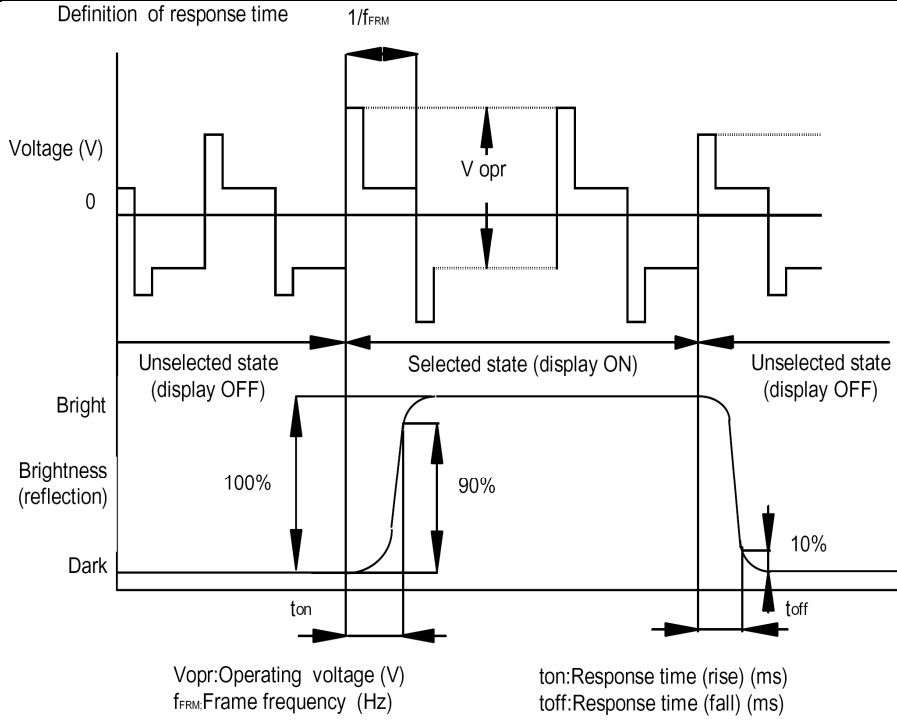 Definition of response time
1/fFRM
Voltage (V)
0
V opr
Unselected state
(display OFF)
Selected state (display ON)
Unselected state
(display OFF)
Bright
Brightness
(reflection)
Dark
100%
90%
10%
ton
toff
Vopr:Operating voltage (V)
fFRM:Frame frequency (Hz)
ton:Response time (rise) (ms)
toff:Response time (fall) (ms)